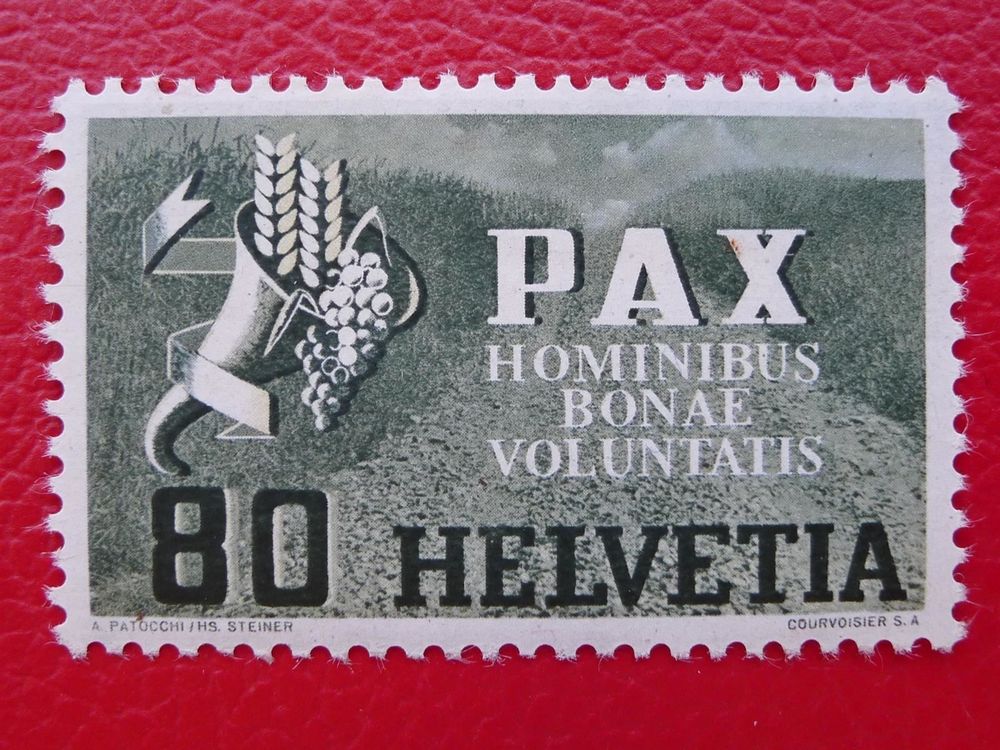 PAX
HOMINIBUS
BONAE
VOLUNTATIS
80 HELVETIA
A. PATOCCHI / HS. STEINER
COURVOISIER S. A